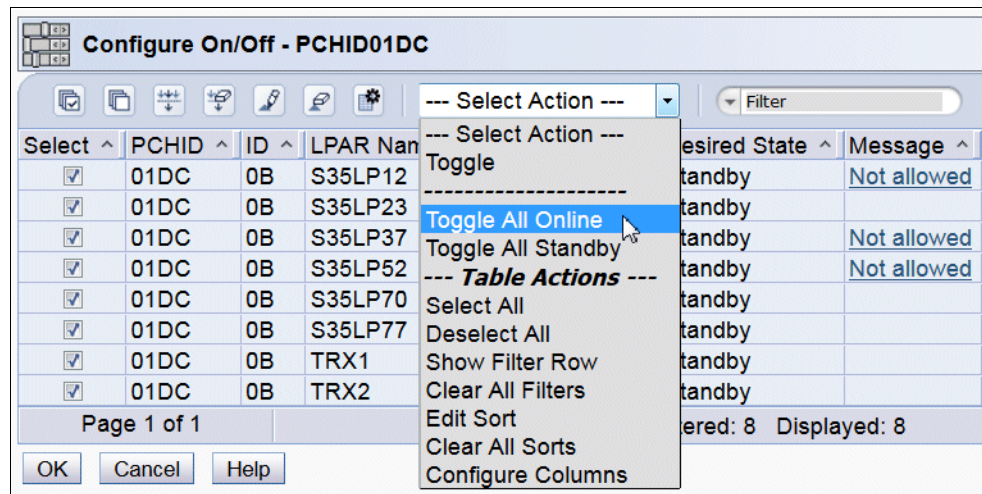 Configure On/Off - PCHID01DC
--- Select Action --- Filter
Select PCHID ID LPAR Nam esired State Message
--- Select Action ---
Toggle
--------------------
Toggle All Online
Toggle All Standby
--- Table Actions ---
Select All
Deselect All
Show Filter Row
Clear All Filters
Edit Sort
Clear All Sorts
Configure Columns
01DC 0B S35LP12 tandby Not allowed
01DC 0B S35LP23 tandby
01DC 0B S35LP37 tandby Not allowed
01DC 0B S35LP52 tandby Not allowed
01DC 0B S35LP70 tandby
01DC 0B S35LP77 tandby
01DC 0B TRX1 tandby
01DC 0B TRX2 tandby
Page 1 of 1 tered: 8 Displayed: 8
OK Cancel Help